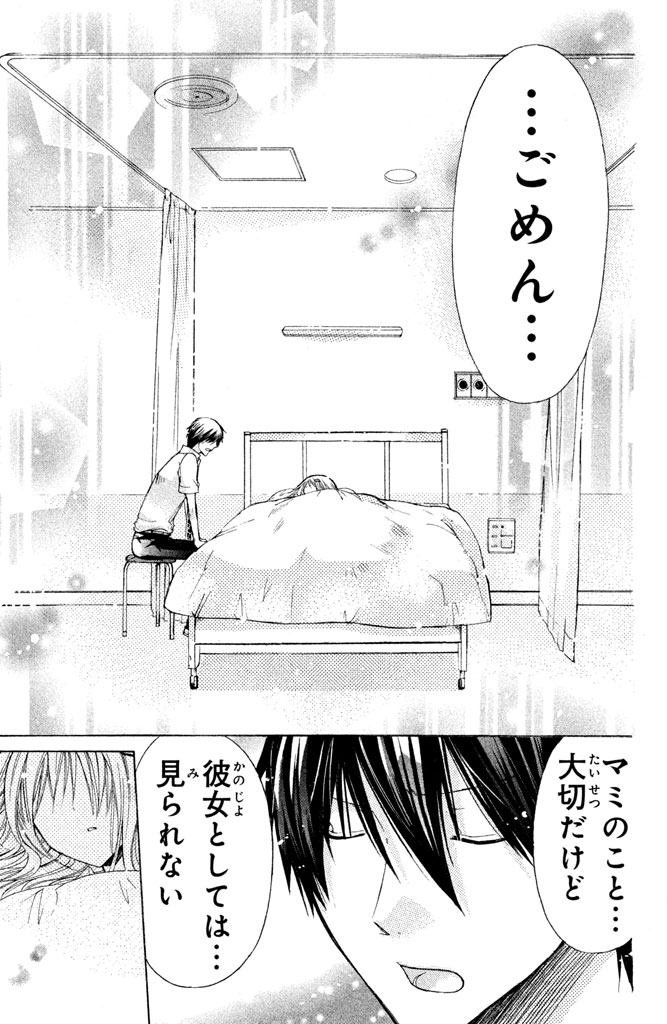 …ごめん…
マミのこと…
大切だけど
彼女としては…
見られない